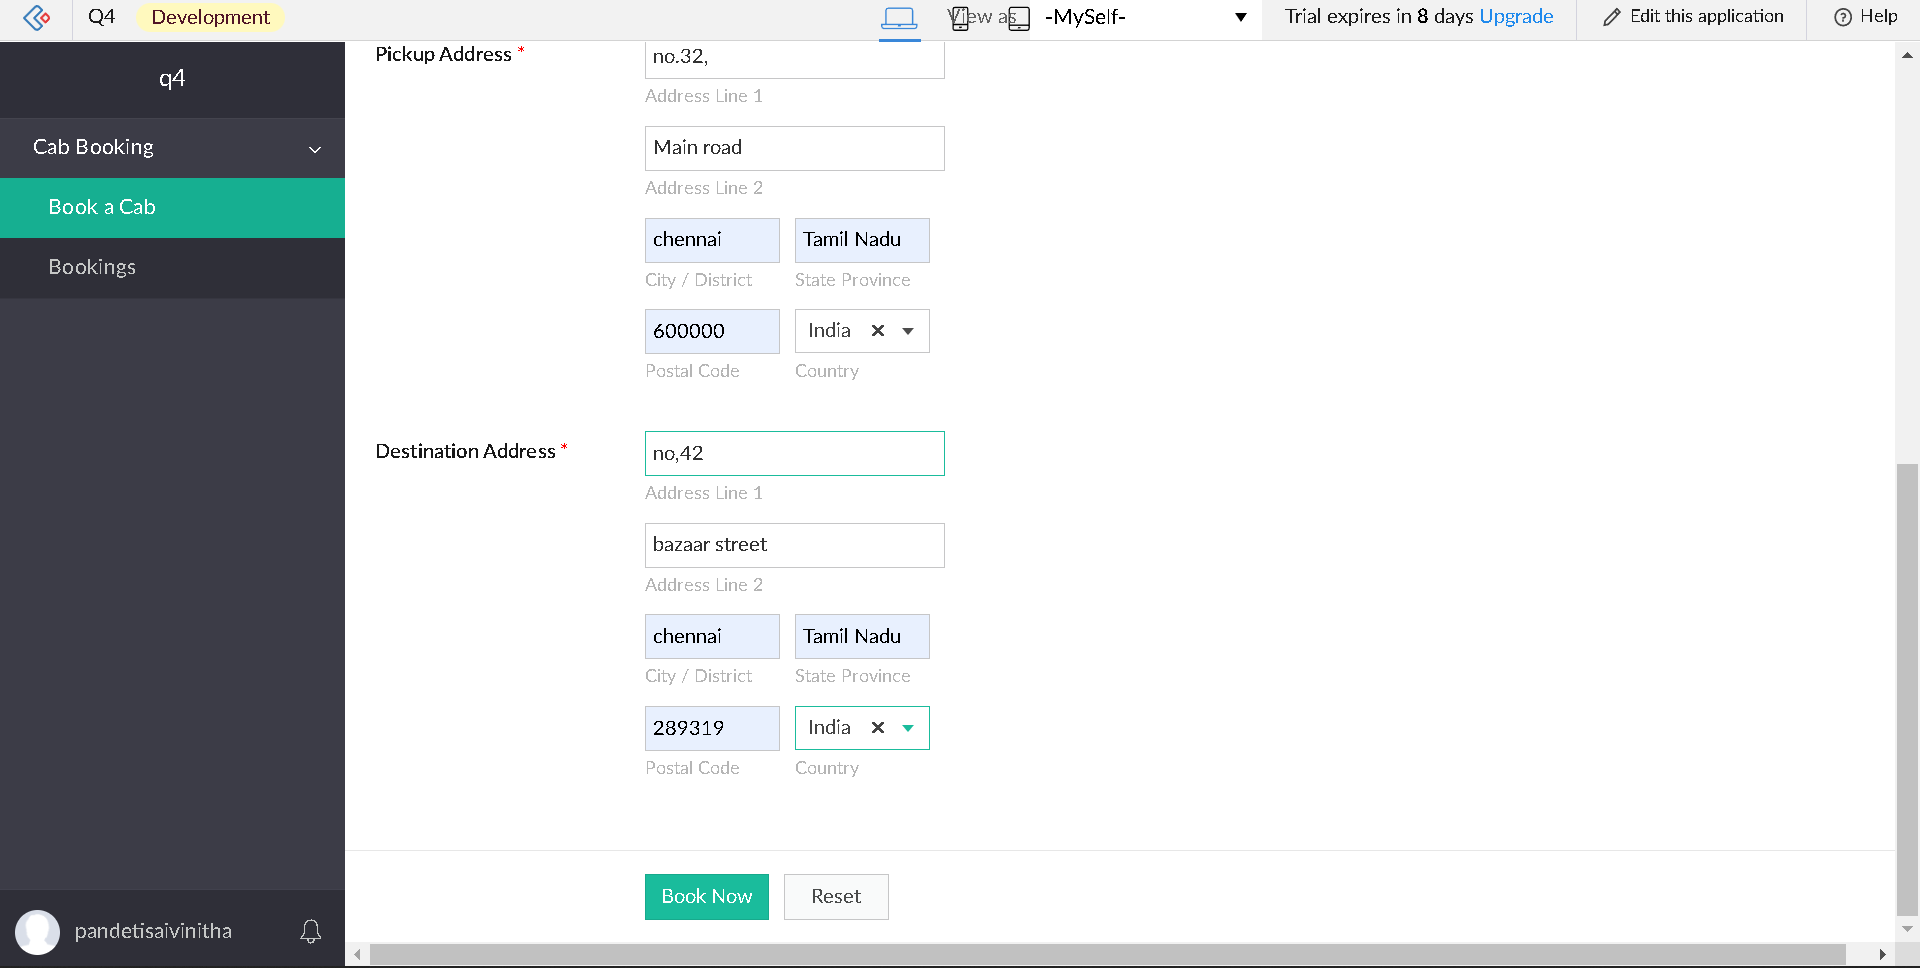 Q4 Development View as -MySelf- Trial expires in 8 days Upgrade Edit this application Help
q4
Cab Booking
Book a Cab
Bookings
pandetisaivinitha
Pickup Address *
no.32,
Address Line 1
Main road
Address Line 2
chennai Tamil Nadu
City / District State Province
600000 India
Postal Code Country
Destination Address *
no,42
Address Line 1
bazaar street
Address Line 2
chennai Tamil Nadu
City / District State Province
289319 India
Postal Code Country
Book Now Reset